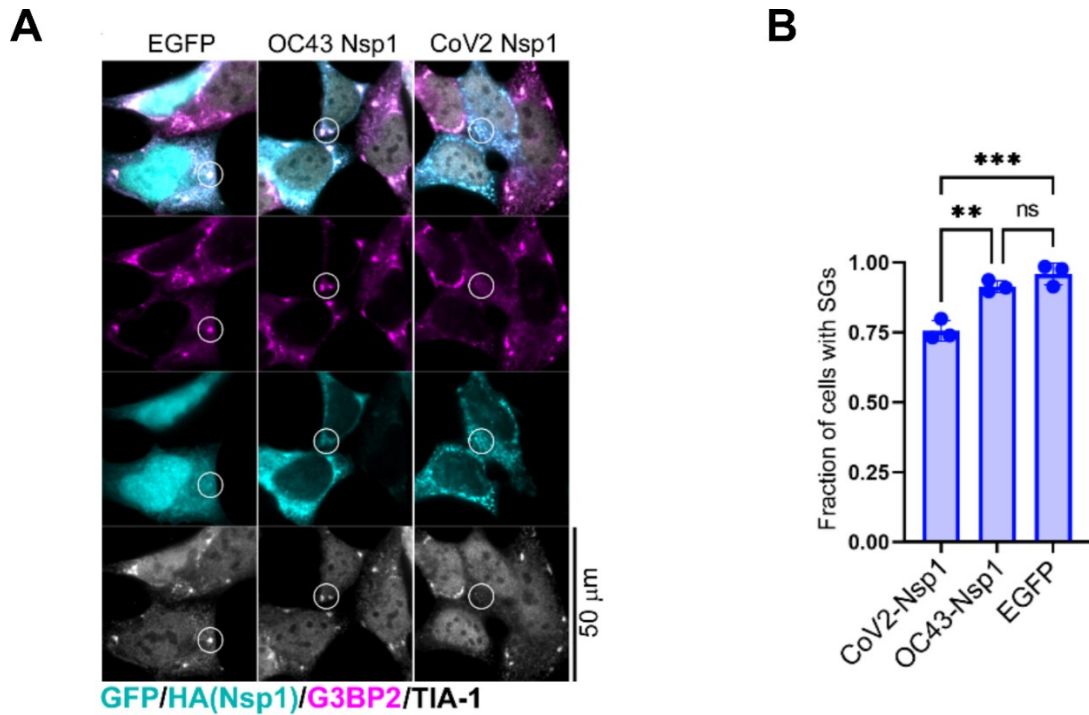 A
EGFP
OC43 Nsp1
CoV2 Nsp1
50 μm
GFP/HA(Nsp1)/G3BP2/TIA-1
B
***
**
ns
Fraction of cells with SGs
1.00
0.75
0.50
0.25
0.00
CoV2-Nsp1
OC43-Nsp1
EGFP